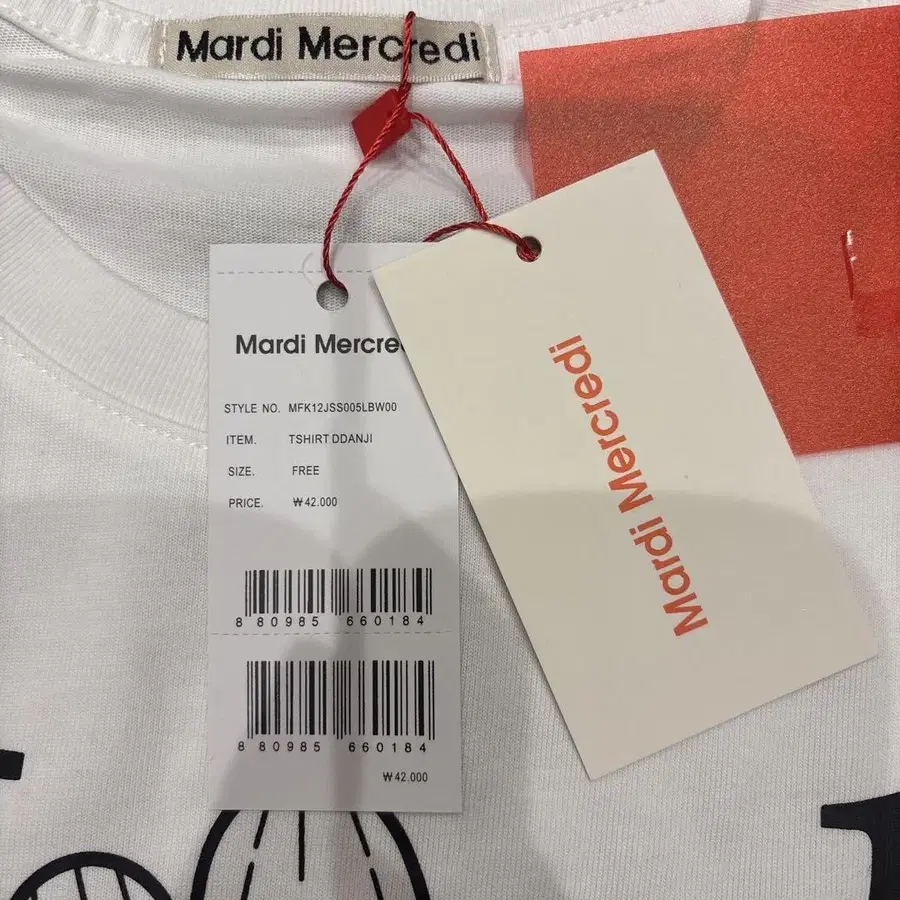 Mardi Mercredi
Mardi Mercre
STYLE NO. MFK12JSS005LBW00
ITEM. TSHIRT DDANJI
SIZE. FREE
PRICE. ₩42.000
8 80985 660184
8 80985 660184
₩42.000
Mardi Mercredi